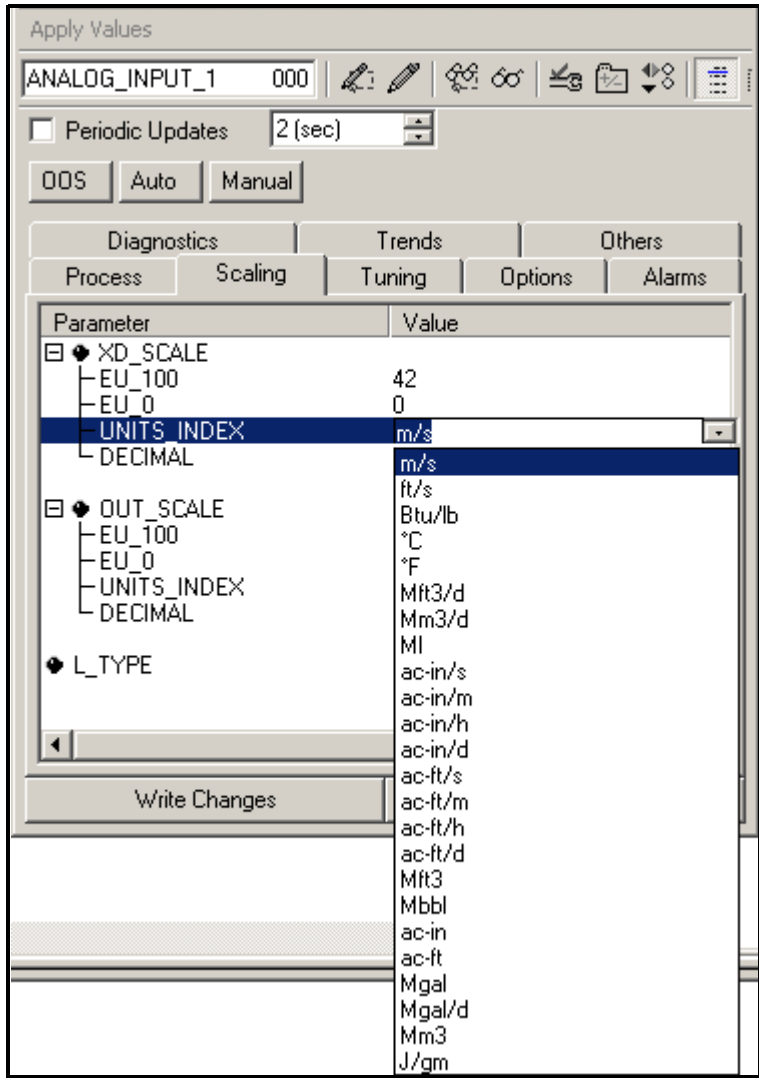 Apply Values
ANALOG_INPUT_1 000
Periodic Updates 2 (sec)
OOS Auto Manual
Diagnostics Trends Others
Process Scaling Tuning Options Alarms
Parameter Value
XD_SCALE
EU_100 42
EU_0 0
UNITS_INDEX m/s
DECIMAL m/s
ft/s
OUT_SCALE Btu/lb
EU_100 °C
EU_0 °F
UNITS_INDEX Mft3/d
DECIMAL Mm3/d
Ml
L_TYPE ac-in/s
ac-in/m
ac-in/h
ac-in/d
ac-ft/s
Write Changes ac-ft/m
ac-ft/h
ac-ft/d
Mft3
Mbbl
ac-in
ac-ft
Mgal
Mgal/d
Mm3
J/gm